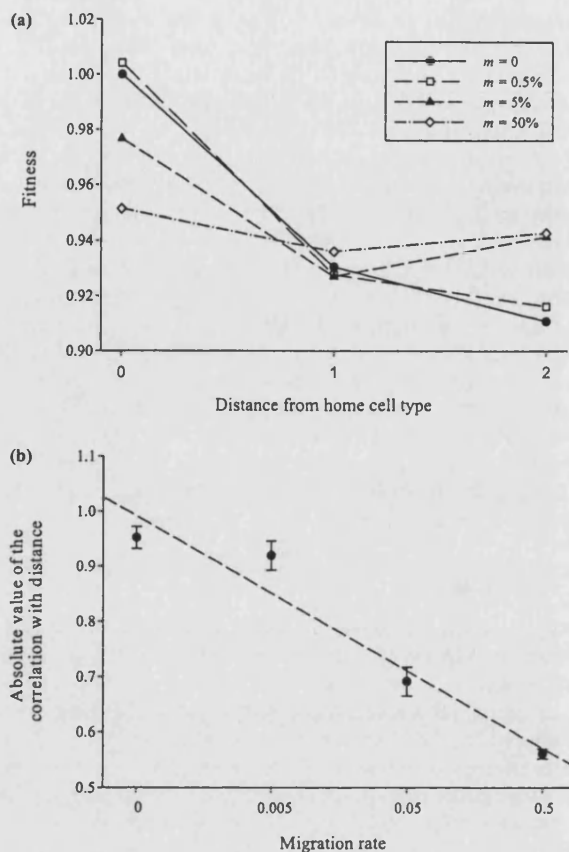 (a)
1.02
1.00
0.98
0.96
0.94
0.92
0.90
Fitness
m = 0
m = 0.5%
m = 5%
m = 50%
0 1 2
Distance from home cell type
(b)
1.1
1.0
0.9
0.8
0.7
0.6
0.5
Absolute value of the
correlation with distance
0 0.005 0.05 0.5
Migration rate